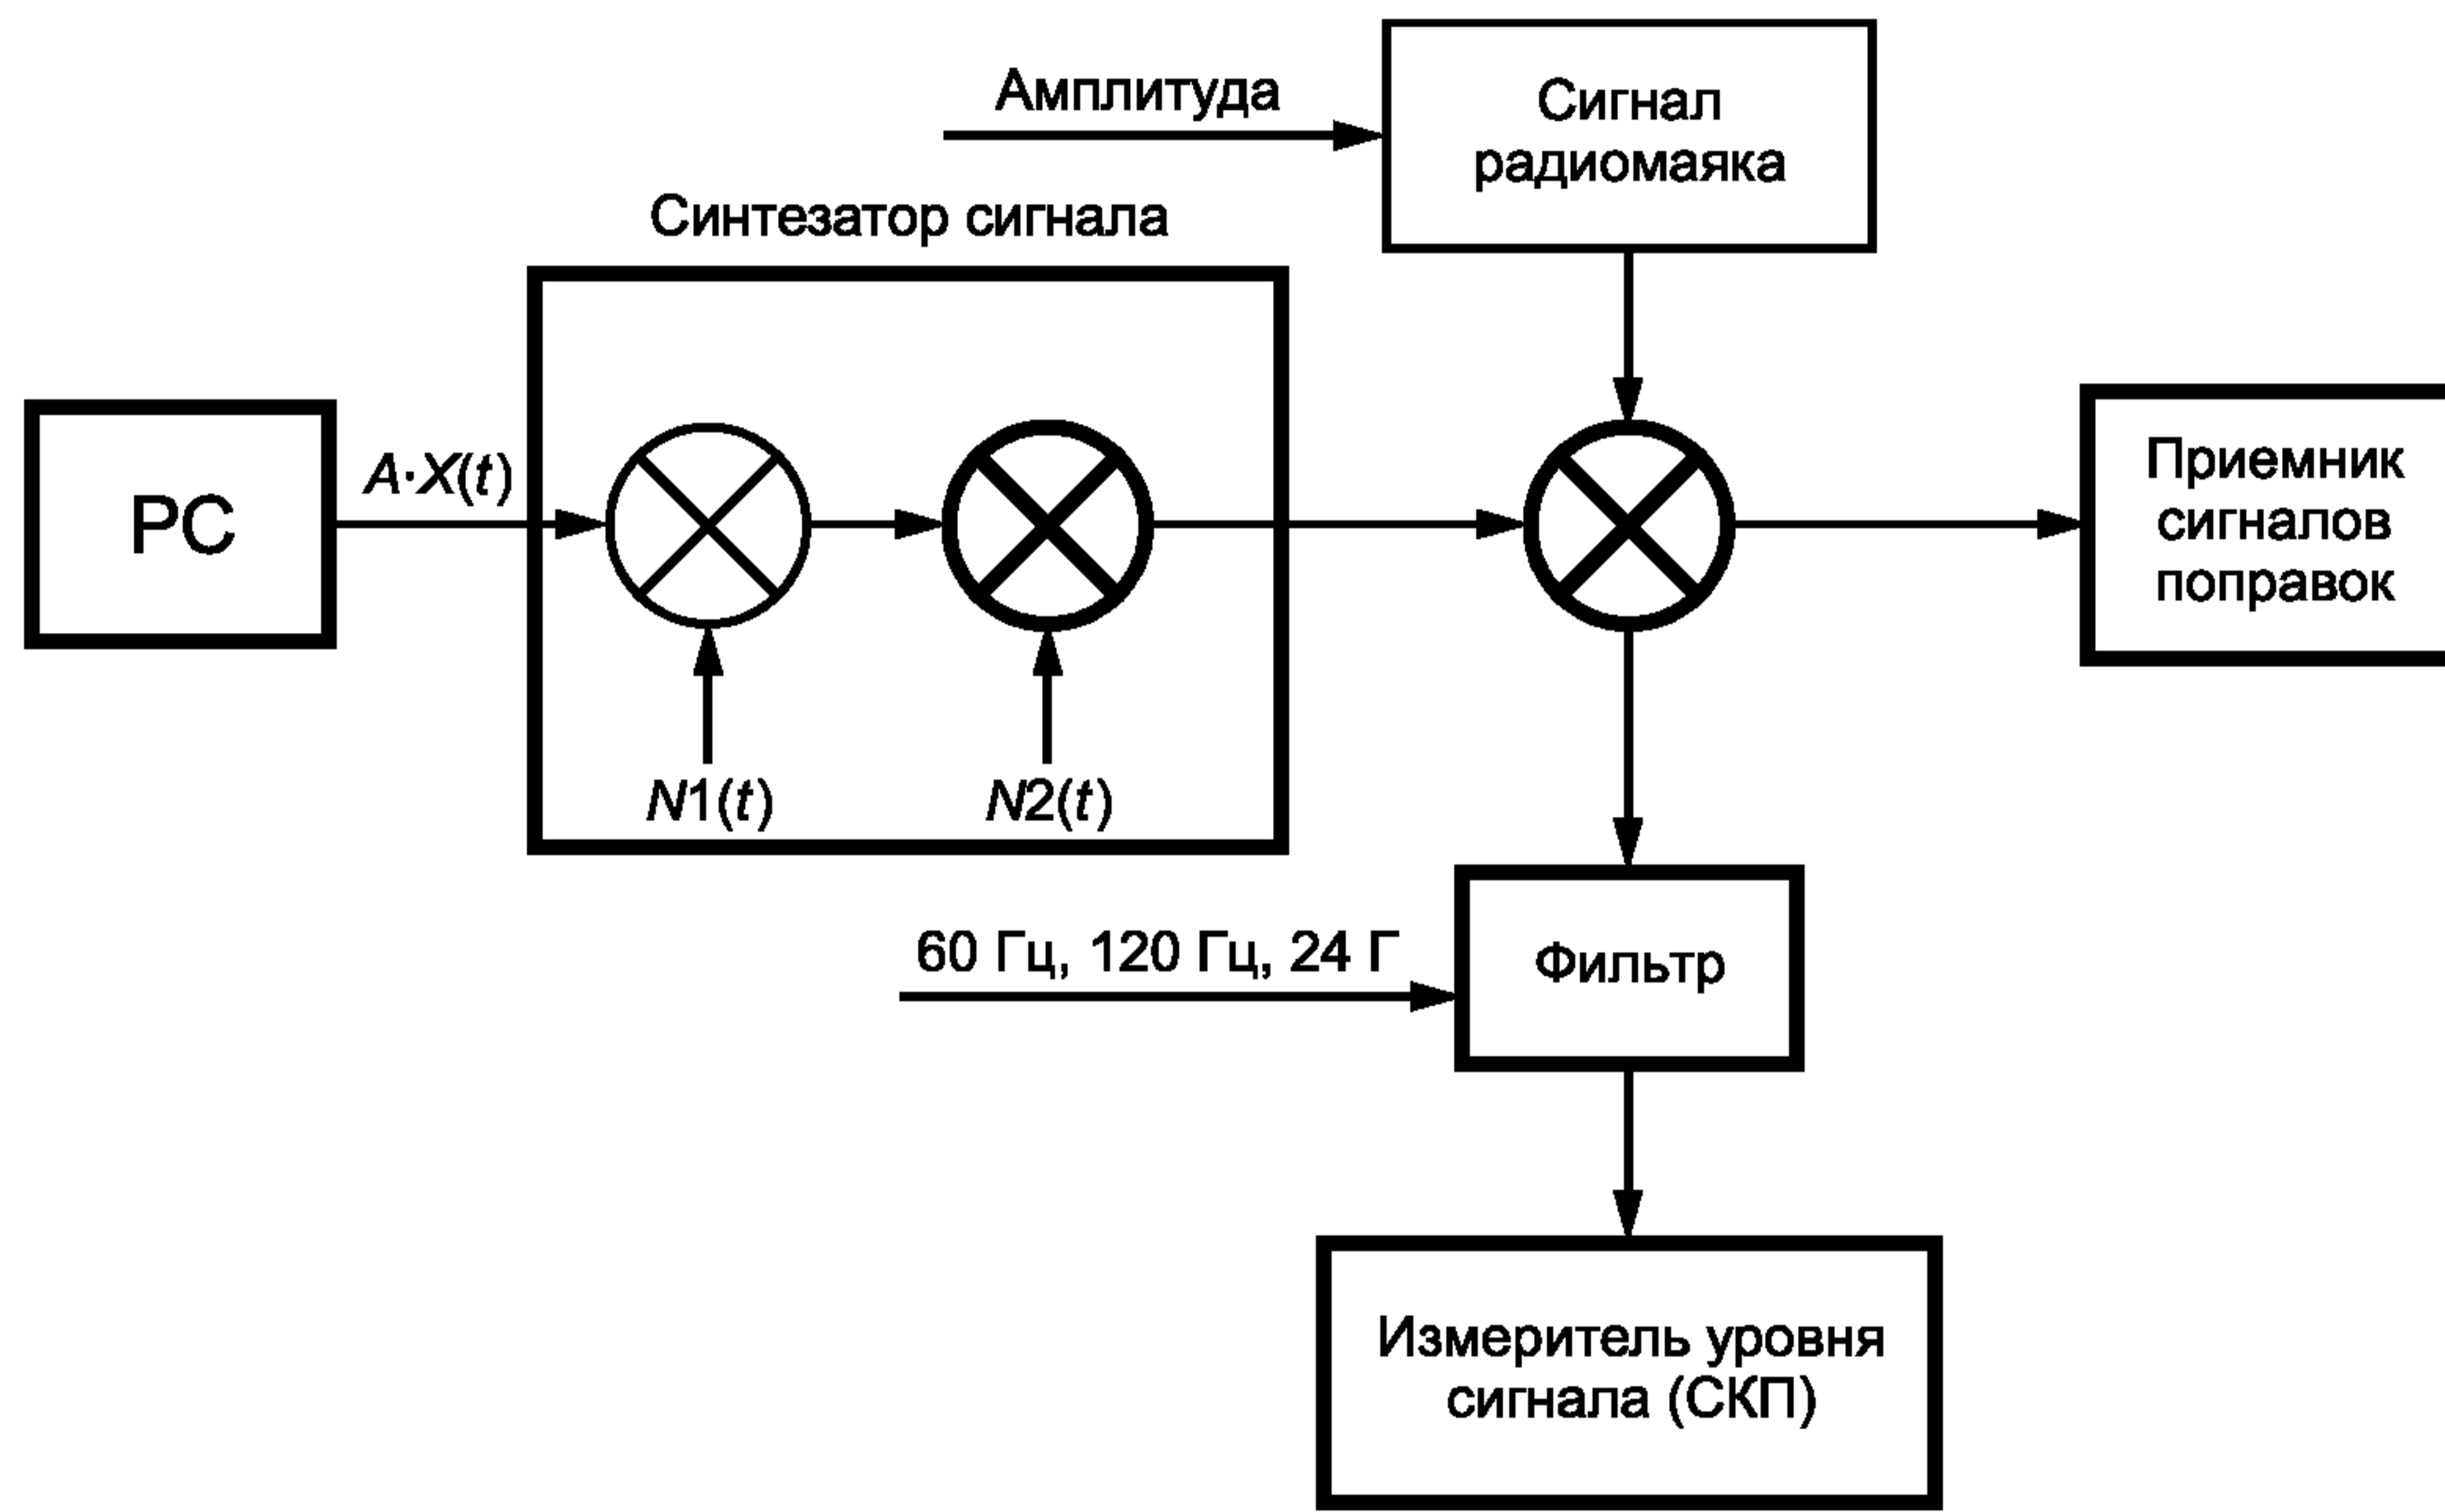 Амплитуда
Сигнал
радиомаяка
Синтезатор сигнала
PC
A·X(t)
N1(t)
N2(t)
Приемник
сигналов
поправок
60 Гц, 120 Гц, 24 Г
Фильтр
Измеритель уровня
сигнала (СКП)